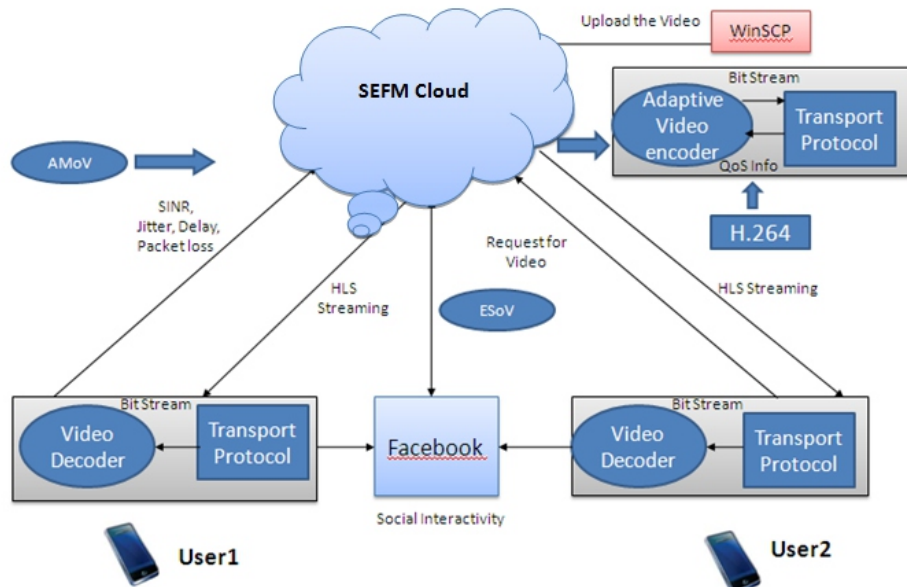 Upload the Video
WinSCP
SEFM Cloud
Bit Stream
Adaptive
Video
encoder
Transport
Protocol
QoS Info
AMoV
H.264
SINR,
Jitter, Delay,
Packet loss
Request for
Video
HLS
Streaming
ESoV
HLS Streaming
Bit Stream
Video
Decoder
Transport
Protocol
Facebook
Bit Stream
Video
Decoder
Transport
Protocol
Social Interactivity
User1
User2